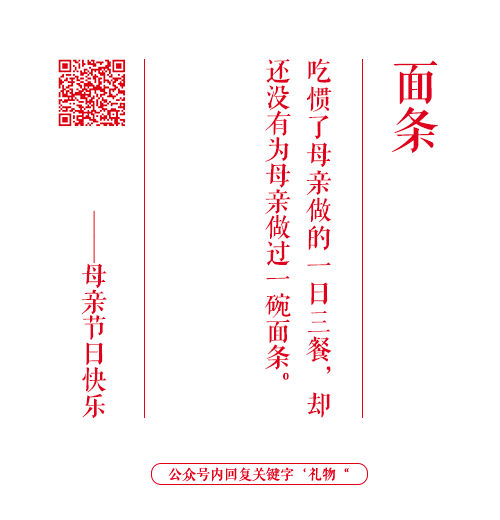 面条
吃惯了母亲做的一日三餐，却
还没有为母亲做过一碗面条。
——母亲节日快乐
公众号内回复关键字‘礼物“